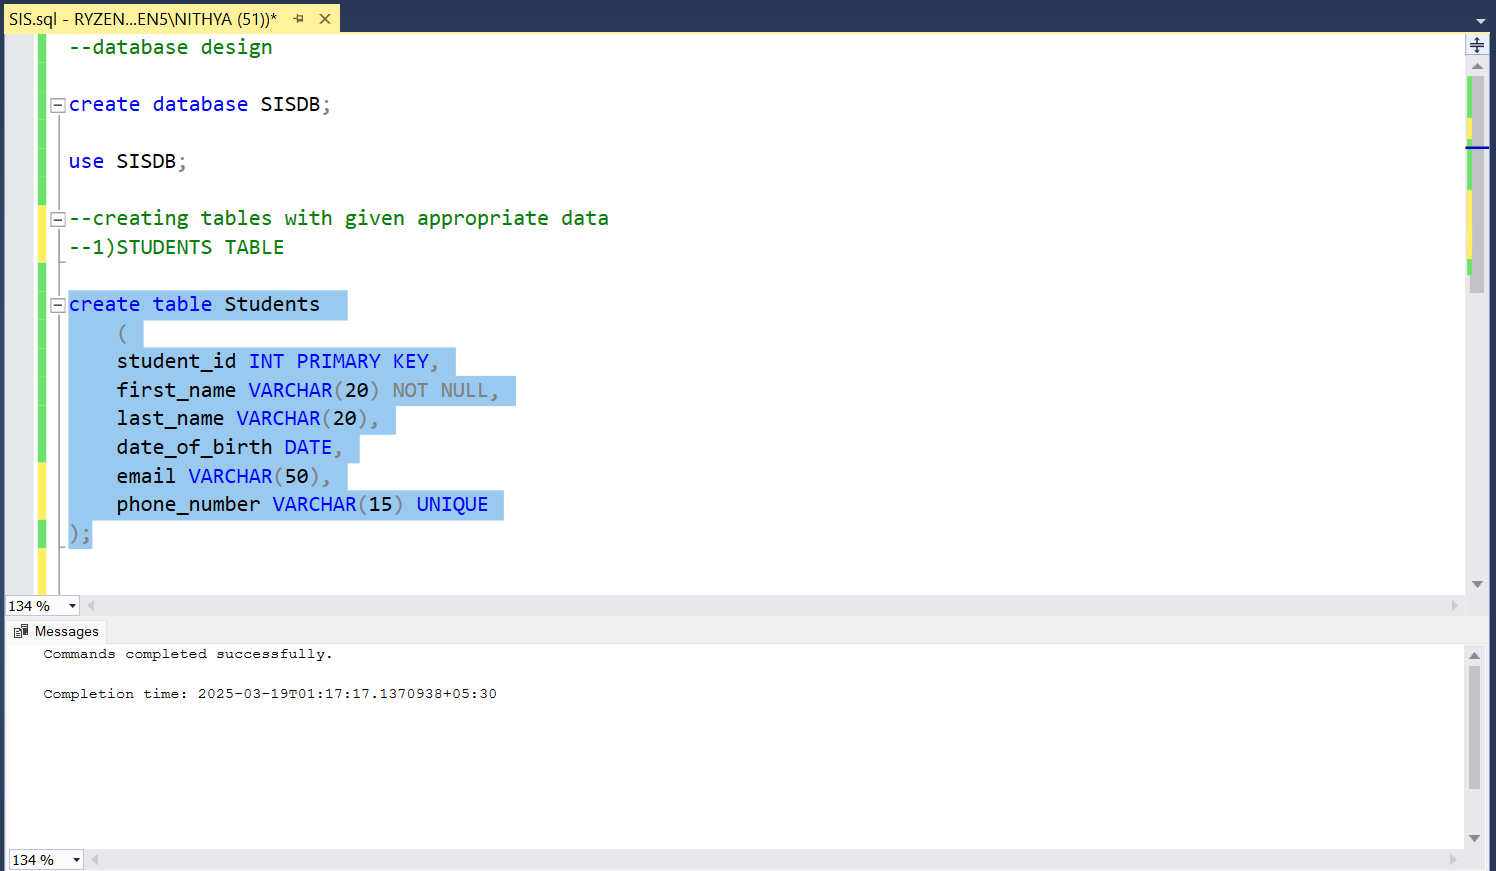 SIS.sql - RYZEN...EN5\NITHYA (51))*
--database design
create database SISDB;
use SISDB;
--creating tables with given appropriate data
--1)STUDENTS TABLE
create table Students
(
student_id INT PRIMARY KEY,
first_name VARCHAR(20) NOT NULL,
last_name VARCHAR(20),
date_of_birth DATE,
email VARCHAR(50),
phone_number VARCHAR(15) UNIQUE
);
134 %
Messages
Commands completed successfully.
Completion time: 2025-03-19T01:17:17.1370938+05:30
134 %